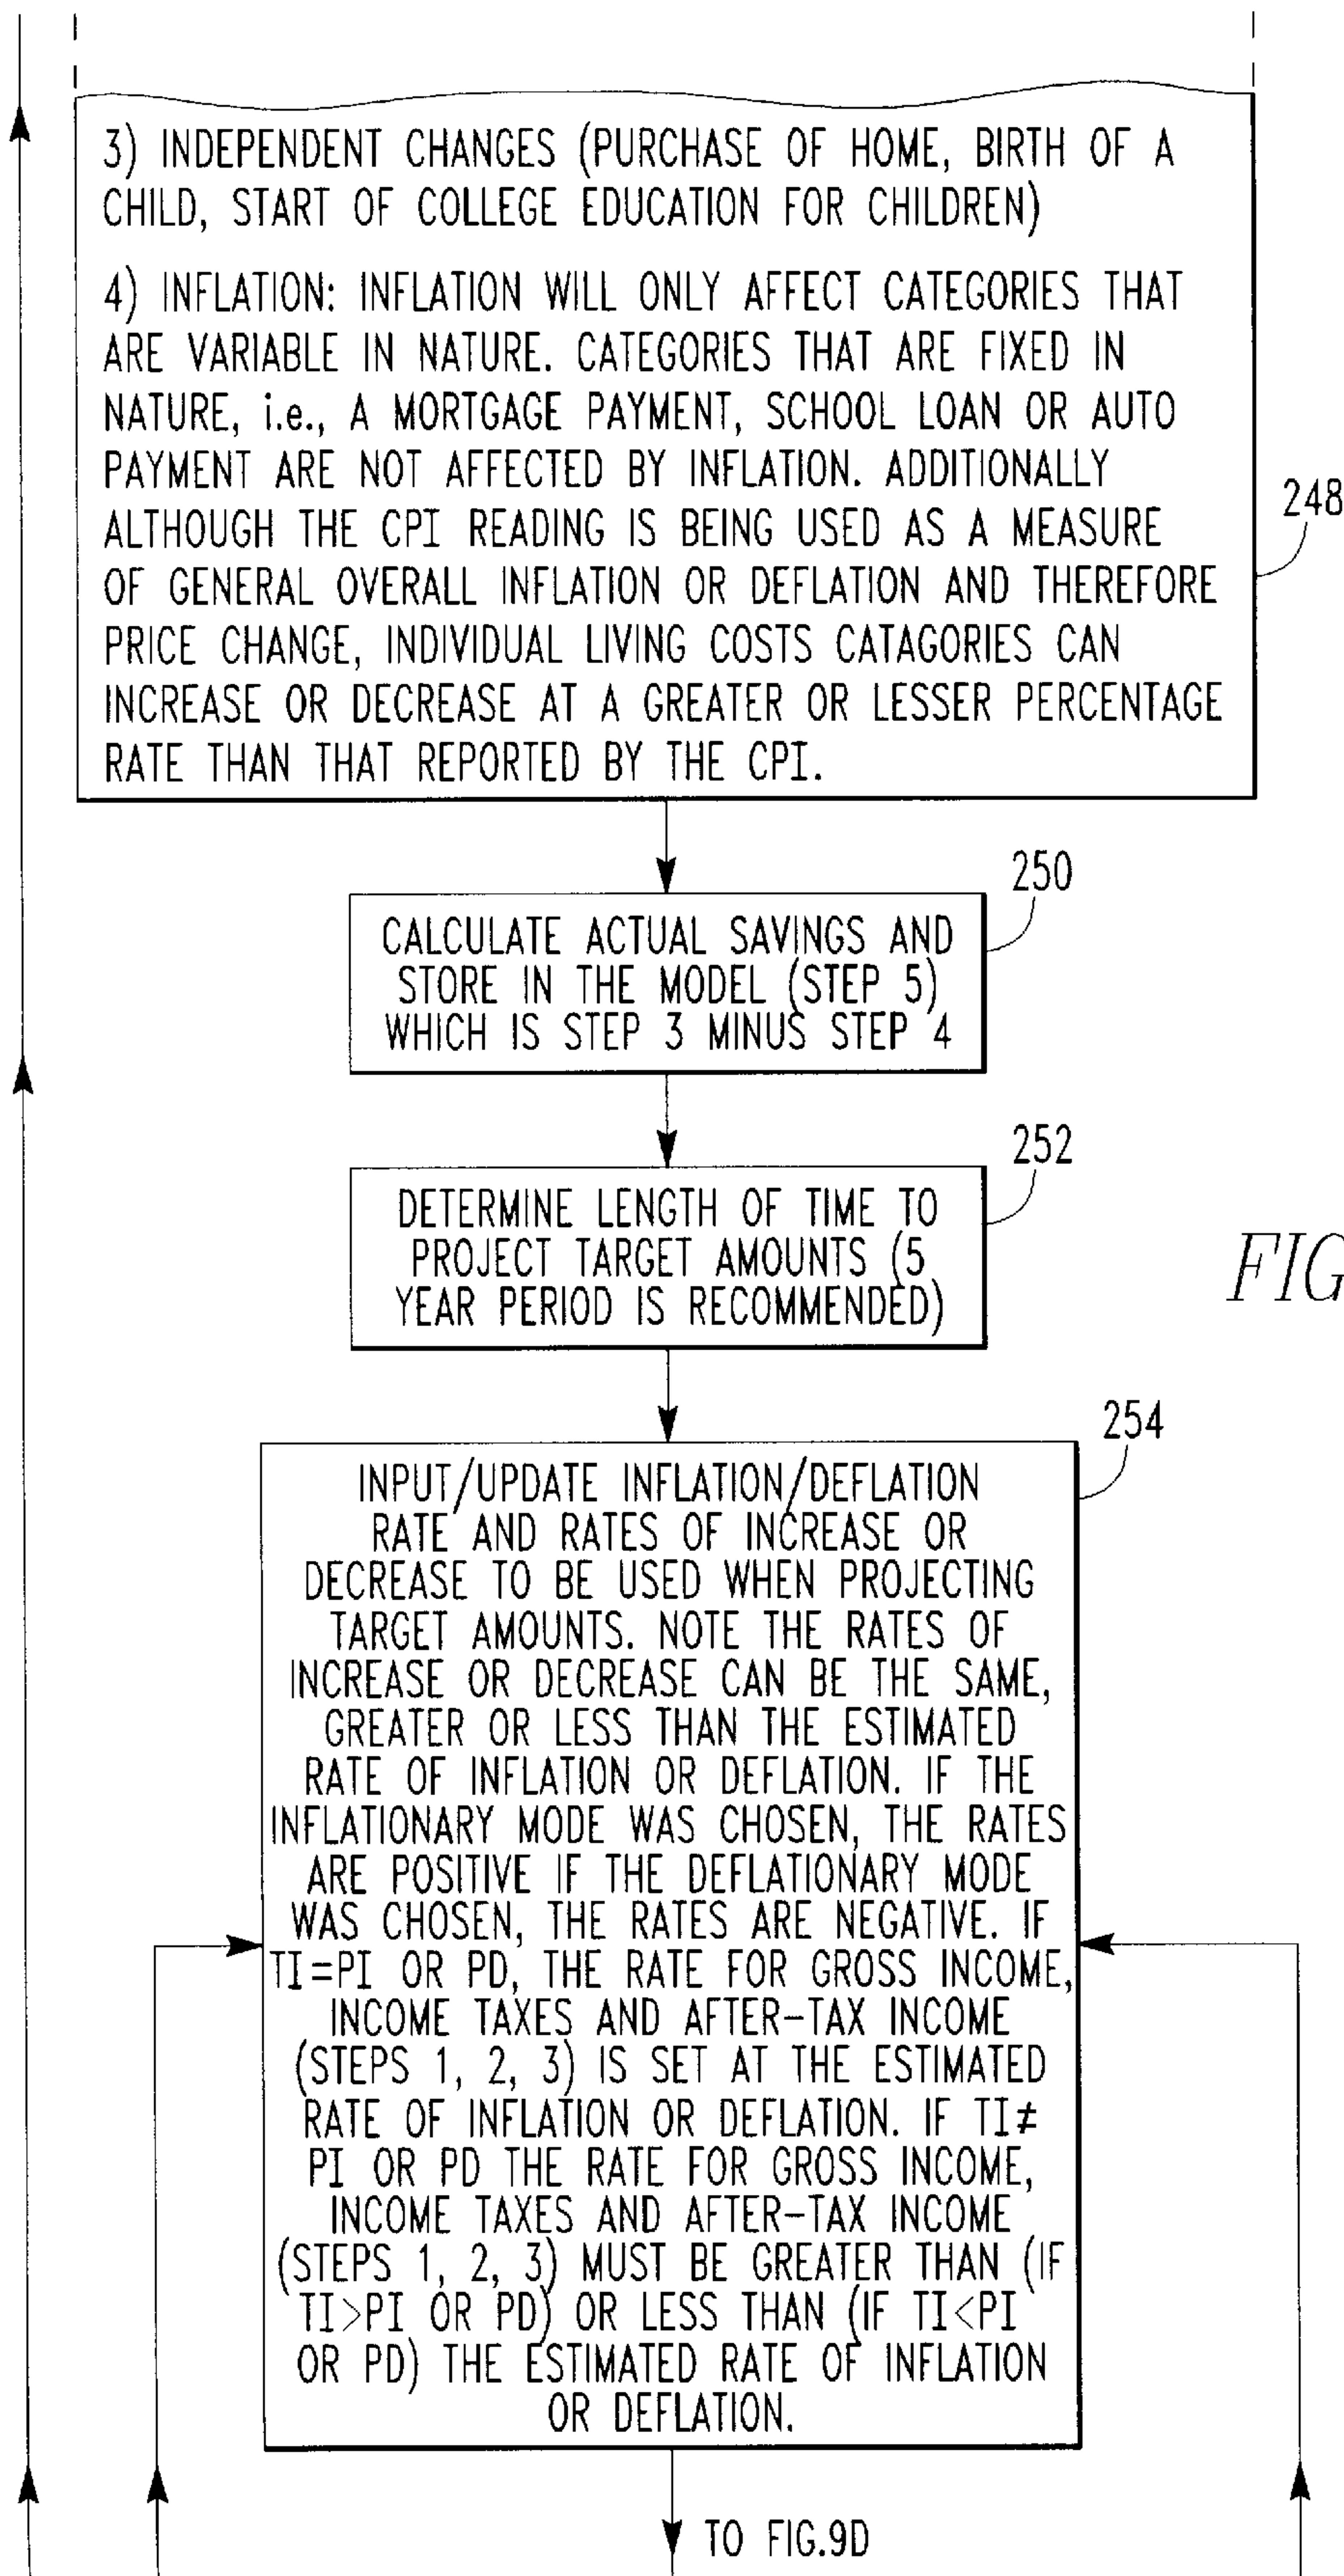 3) INDEPENDENT CHANGES (PURCHASE OF HOME, BIRTH OF A
CHILD, START OF COLLEGE EDUCATION FOR CHILDREN)
4) INFLATION: INFLATION WILL ONLY AFFECT CATEGORIES THAT
ARE VARIABLE IN NATURE. CATEGORIES THAT ARE FIXED IN
NATURE, i.e., A MORTGAGE PAYMENT, SCHOOL LOAN OR AUTO
PAYMENT ARE NOT AFFECTED BY INFLATION. ADDITIONALLY
ALTHOUGH THE CPI READING IS BEING USED AS A MEASURE
OF GENERAL OVERALL INFLATION OR DEFLATION AND THEREFORE
PRICE CHANGE, INDIVIDUAL LIVING COSTS CATAGORIES CAN
INCREASE OR DECREASE AT A GREATER OR LESSER PERCENTAGE
RATE THAN THAT REPORTED BY THE CPI.
248
250
CALCULATE ACTUAL SAVINGS AND
STORE IN THE MODEL (STEP 5)
WHICH IS STEP 3 MINUS STEP 4
252
DETERMINE LENGTH OF TIME TO
PROJECT TARGET AMOUNTS (5
YEAR PERIOD IS RECOMMENDED)
FIG
254
INPUT/UPDATE INFLATION/DEFLATION
RATE AND RATES OF INCREASE OR
DECREASE TO BE USED WHEN PROJECTING
TARGET AMOUNTS. NOTE THE RATES OF
INCREASE OR DECREASE CAN BE THE SAME,
GREATER OR LESS THAN THE ESTIMATED
RATE OF INFLATION OR DEFLATION. IF THE
INFLATIONARY MODE WAS CHOSEN, THE RATES
ARE POSITIVE IF THE DEFLATIONARY MODE
WAS CHOSEN, THE RATES ARE NEGATIVE. IF
TI=PI OR PD, THE RATE FOR GROSS INCOME,
INCOME TAXES AND AFTER-TAX INCOME
(STEPS 1, 2, 3) IS SET AT THE ESTIMATED
RATE OF INFLATION OR DEFLATION. IF TI≠
PI OR PD THE RATE FOR GROSS INCOME,
INCOME TAXES AND AFTER-TAX INCOME
(STEPS 1, 2, 3) MUST BE GREATER THAN (IF
TI>PI OR PD) OR LESS THAN (IF TI<PI
OR PD) THE ESTIMATED RATE OF INFLATION
OR DEFLATION.
TO FIG.9D